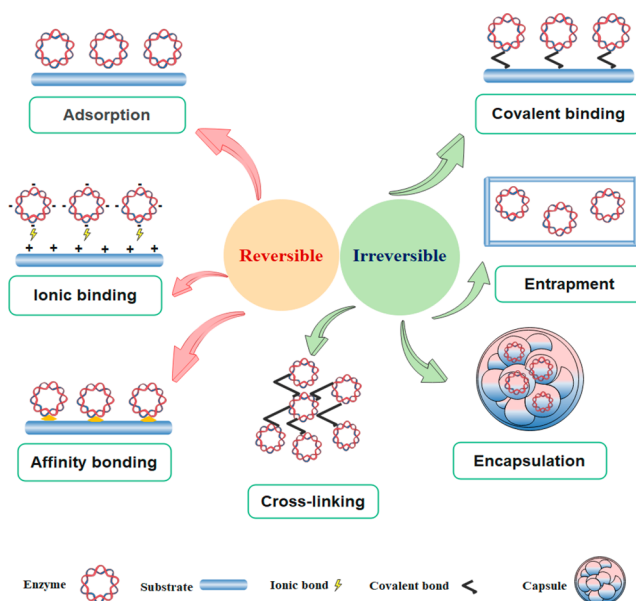 Adsorption
Covalent binding
Ionic binding
Reversible
Irreversible
Entrapment
Affinity bonding
Encapsulation
Cross-linking
Enzyme
Substrate
Ionic bond
Covalent bond
Capsule